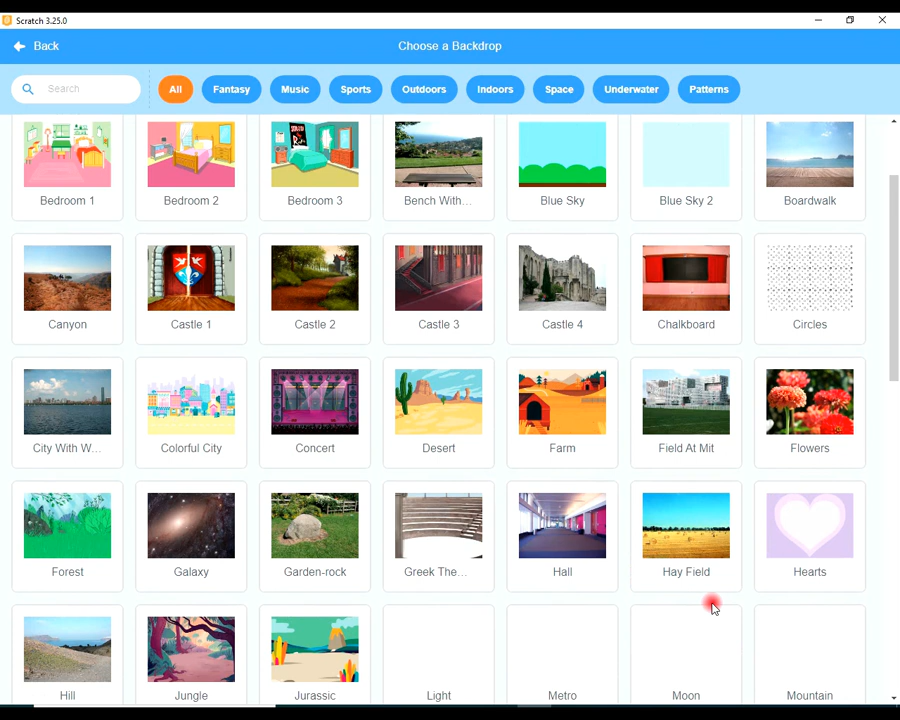 Scratch 3.25.0
Back
Choose a Backdrop
Search
All
Fantasy
Music
Sports
Outdoors
Indoors
Space
Underwater
Patterns
Bedroom 1
Bedroom 2
Bedroom 3
Bench With...
Blue Sky
Blue Sky 2
Boardwalk
Canyon
Castle 1
Castle 2
Castle 3
Castle 4
Chalkboard
Circles
City With W...
Colorful City
Concert
Desert
Farm
Field At Mit
Flowers
Forest
Galaxy
Garden-rock
Greek The...
Hall
Hay Field
Hearts
Hill
Jungle
Jurassic
Light
Metro
Moon
Mountain